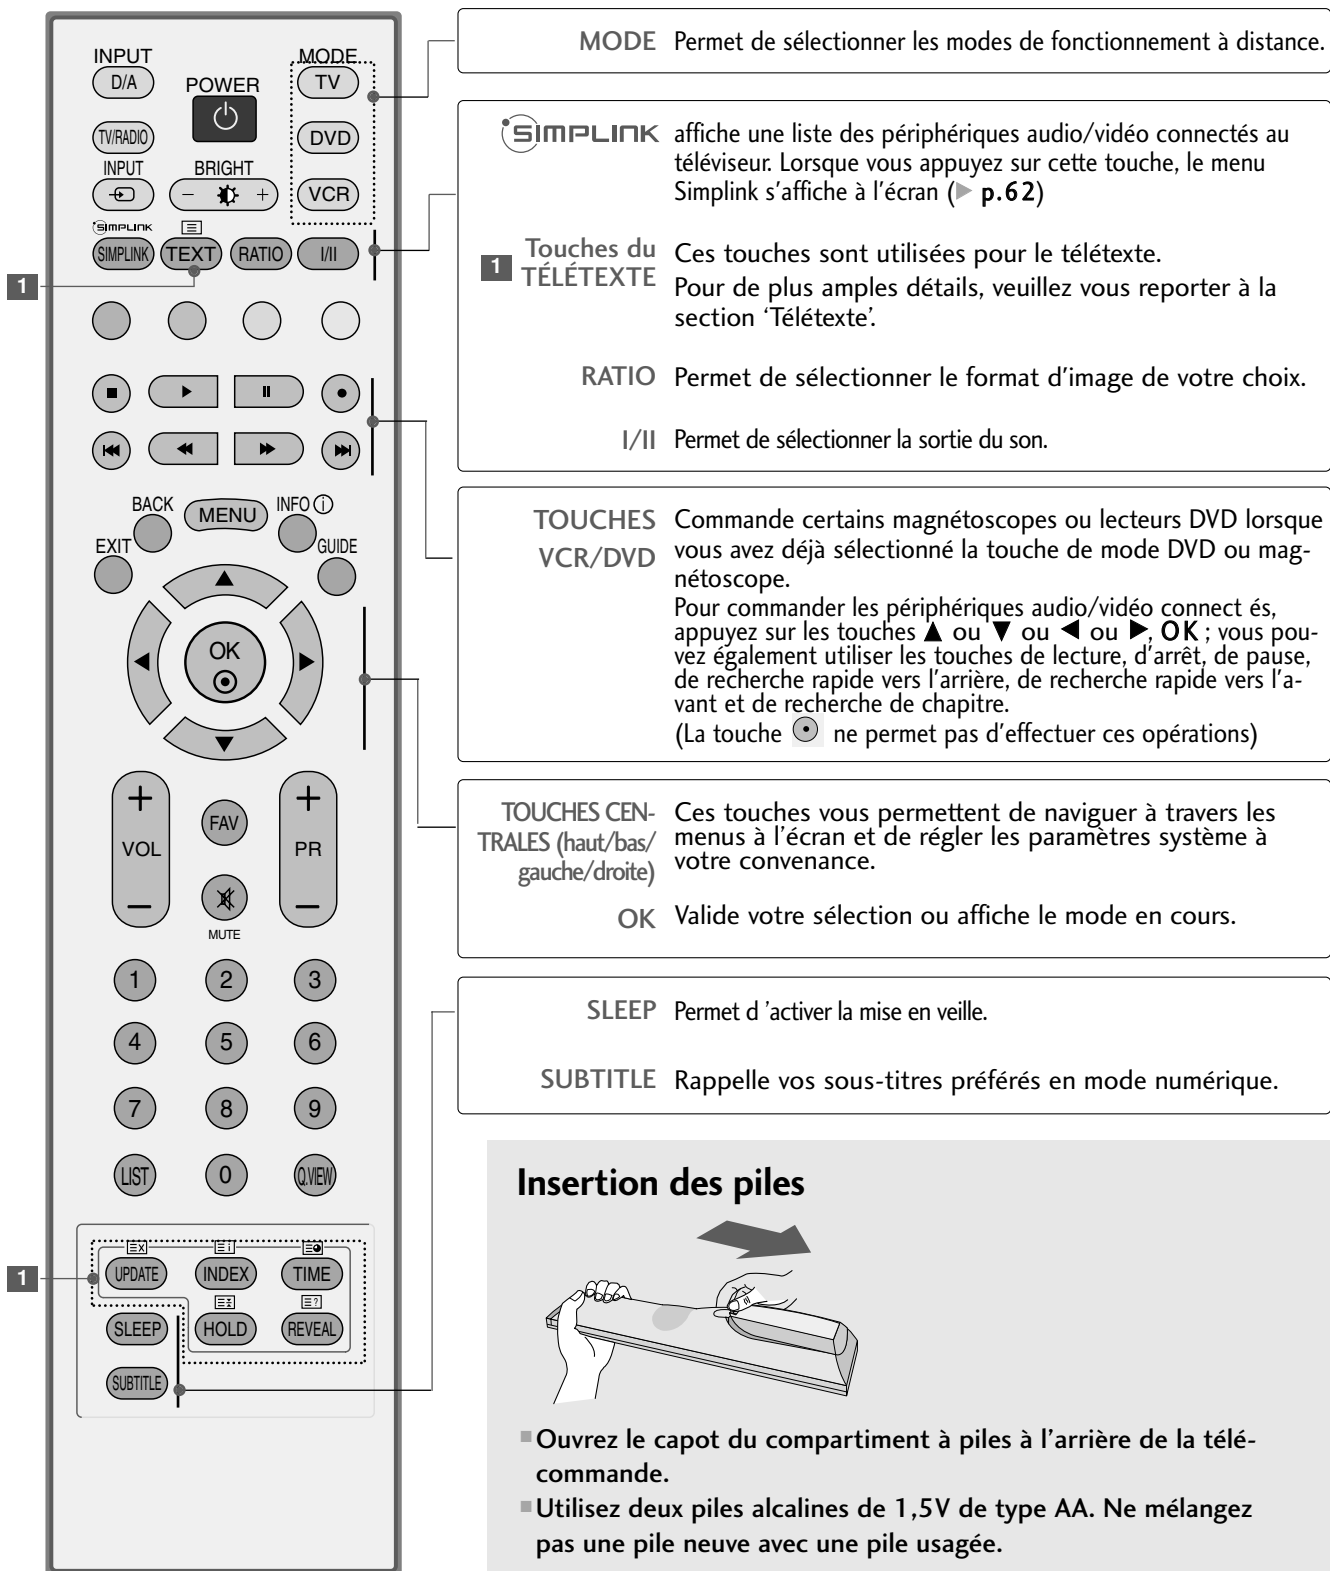 INPUT
MODE
D/A
POWER
TV
TV/RADIO
DVD
INPUT
BRIGHT
- +
VCR
SIMPLINK
SIMPLINK
TEXT
RATIO
I/II
1
BACK
MENU
INFO i
EXIT
GUIDE
OK
+
+
VOL
FAV
PR
-
-
MUTE
1
2
3
4
5
6
7
8
9
LIST
0
Q.VIEW
UPDATE
INDEX
TIME
1
SLEEP
HOLD
REVEAL
SUBTITLE
MODE Permet de sélectionner les modes de fonctionnement à distance.
SIMPLINK affiche une liste des périphériques audio/vidéo connectés au
téléviseur. Lorsque vous appuyez sur cette touche, le menu
Simplink s'affiche à l'écran (▶ p.62)
1 Touches du
TÉLÉTEXTE
Ces touches sont utilisées pour le télétexte.
Pour de plus amples détails, veuillez vous reporter à la
section ‘Télétexte’.
RATIO Permet de sélectionner le format d'image de votre choix.
I/II Permet de sélectionner la sortie du son.
TOUCHES
VCR/DVD
Commande certains magnétoscopes ou lecteurs DVD lorsque
vous avez déjà sélectionné la touche de mode DVD ou mag-
nétoscope.
Pour commander les périphériques audio/vidéo connect és,
appuyez sur les touches ▲ ou ▼ ou ◀ ou ▶, OK ; vous pou-
vez également utiliser les touches de lecture, d'arrêt, de pause,
de recherche rapide vers l'arrière, de recherche rapide vers l'a-
vant et de recherche de chapitre.
(La touche ⊙ ne permet pas d'effectuer ces opérations)
TOUCHES CEN-
TRALES (haut/bas/
gauche/droite)
Ces touches vous permettent de naviguer à travers les
menus à l'écran et de régler les paramètres système à
votre convenance.
OK Valide votre sélection ou affiche le mode en cours.
SLEEP Permet d 'activer la mise en veille.
SUBTITLE Rappelle vos sous-titres préférés en mode numérique.
Insertion des piles
■ Ouvrez le capot du compartiment à piles à l'arrière de la télé-
commande.
■ Utilisez deux piles alcalines de 1,5V de type AA. Ne mélangez
pas une pile neuve avec une pile usagée.